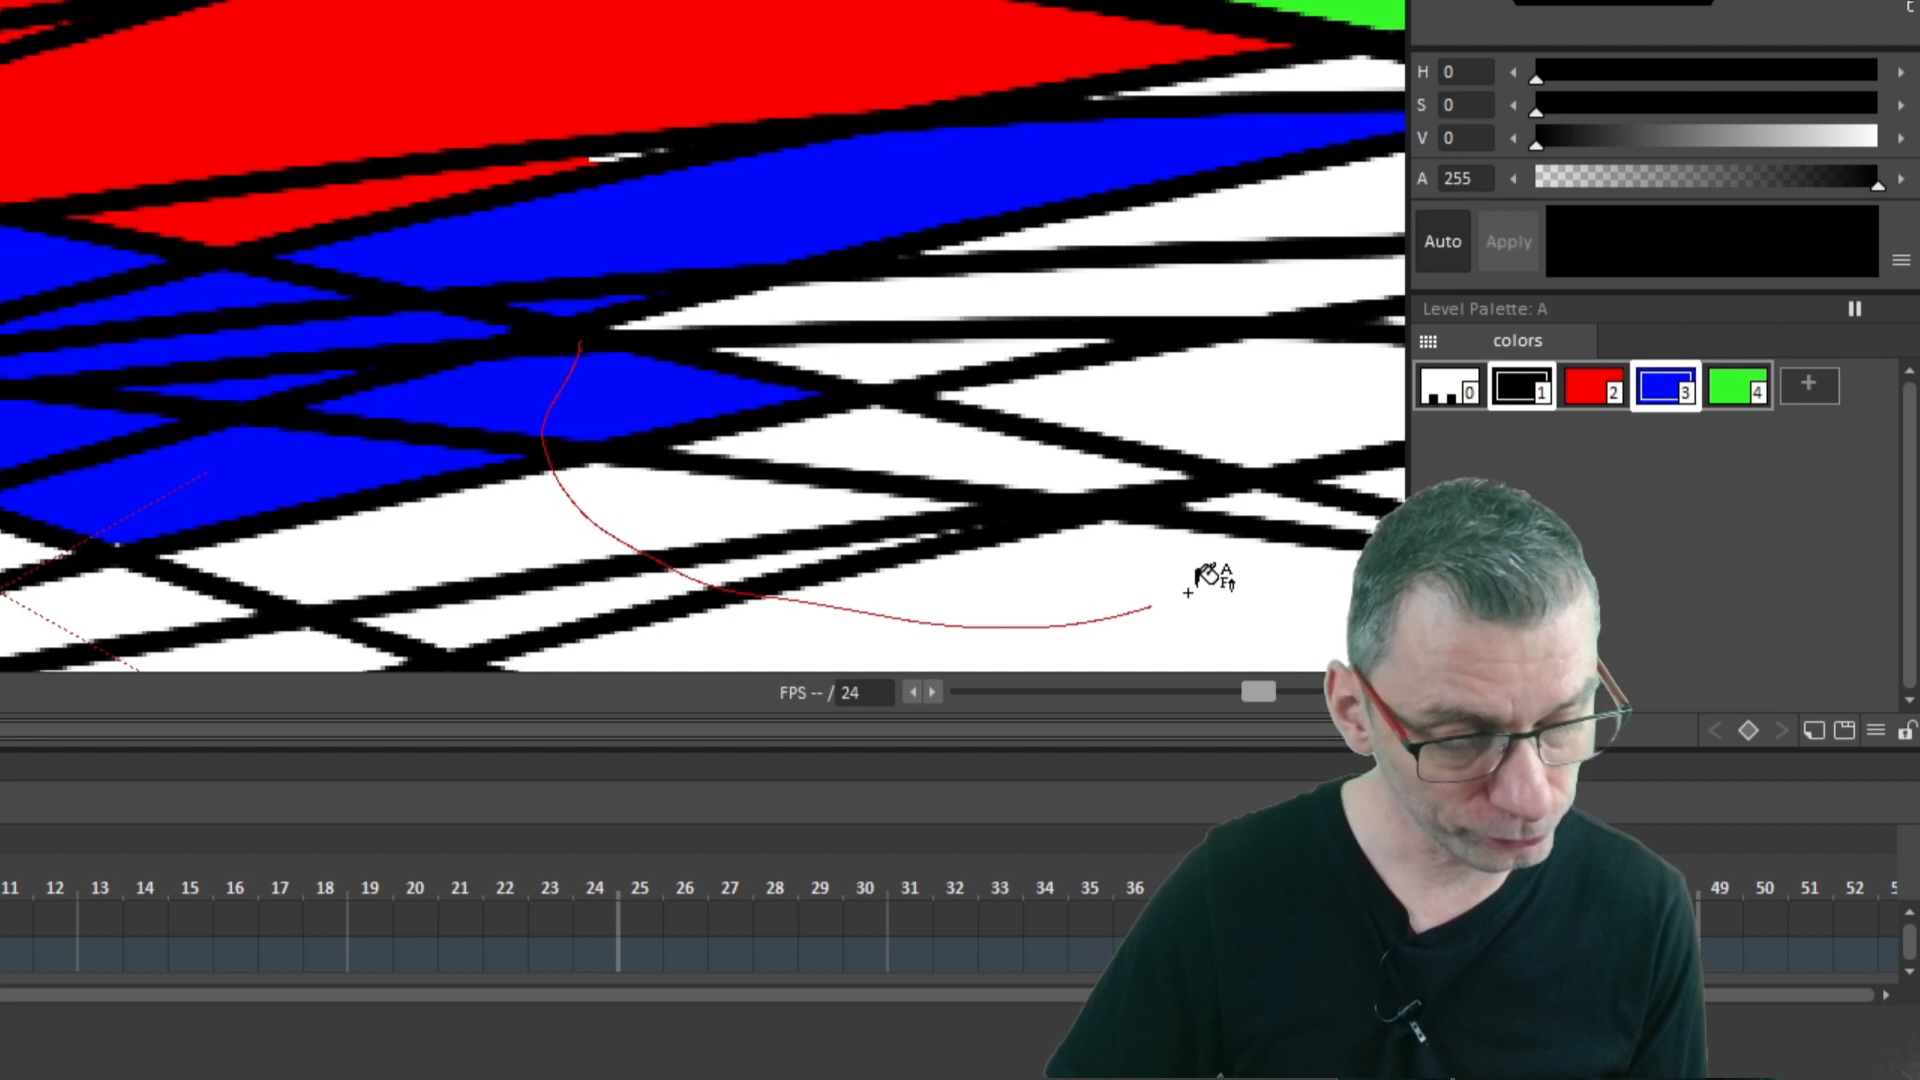 t
H 0
S 0
V 0
A 255
Auto Apply
Level Palette: A
colors
0 1 2 3 4 +
A
F
FPS -- / 24
11 12 13 14 15 16 17 18 19 20 21 22 23 24 25 26 27 28 29 30 31 32 33 34 35 36 49 50 51 52 5